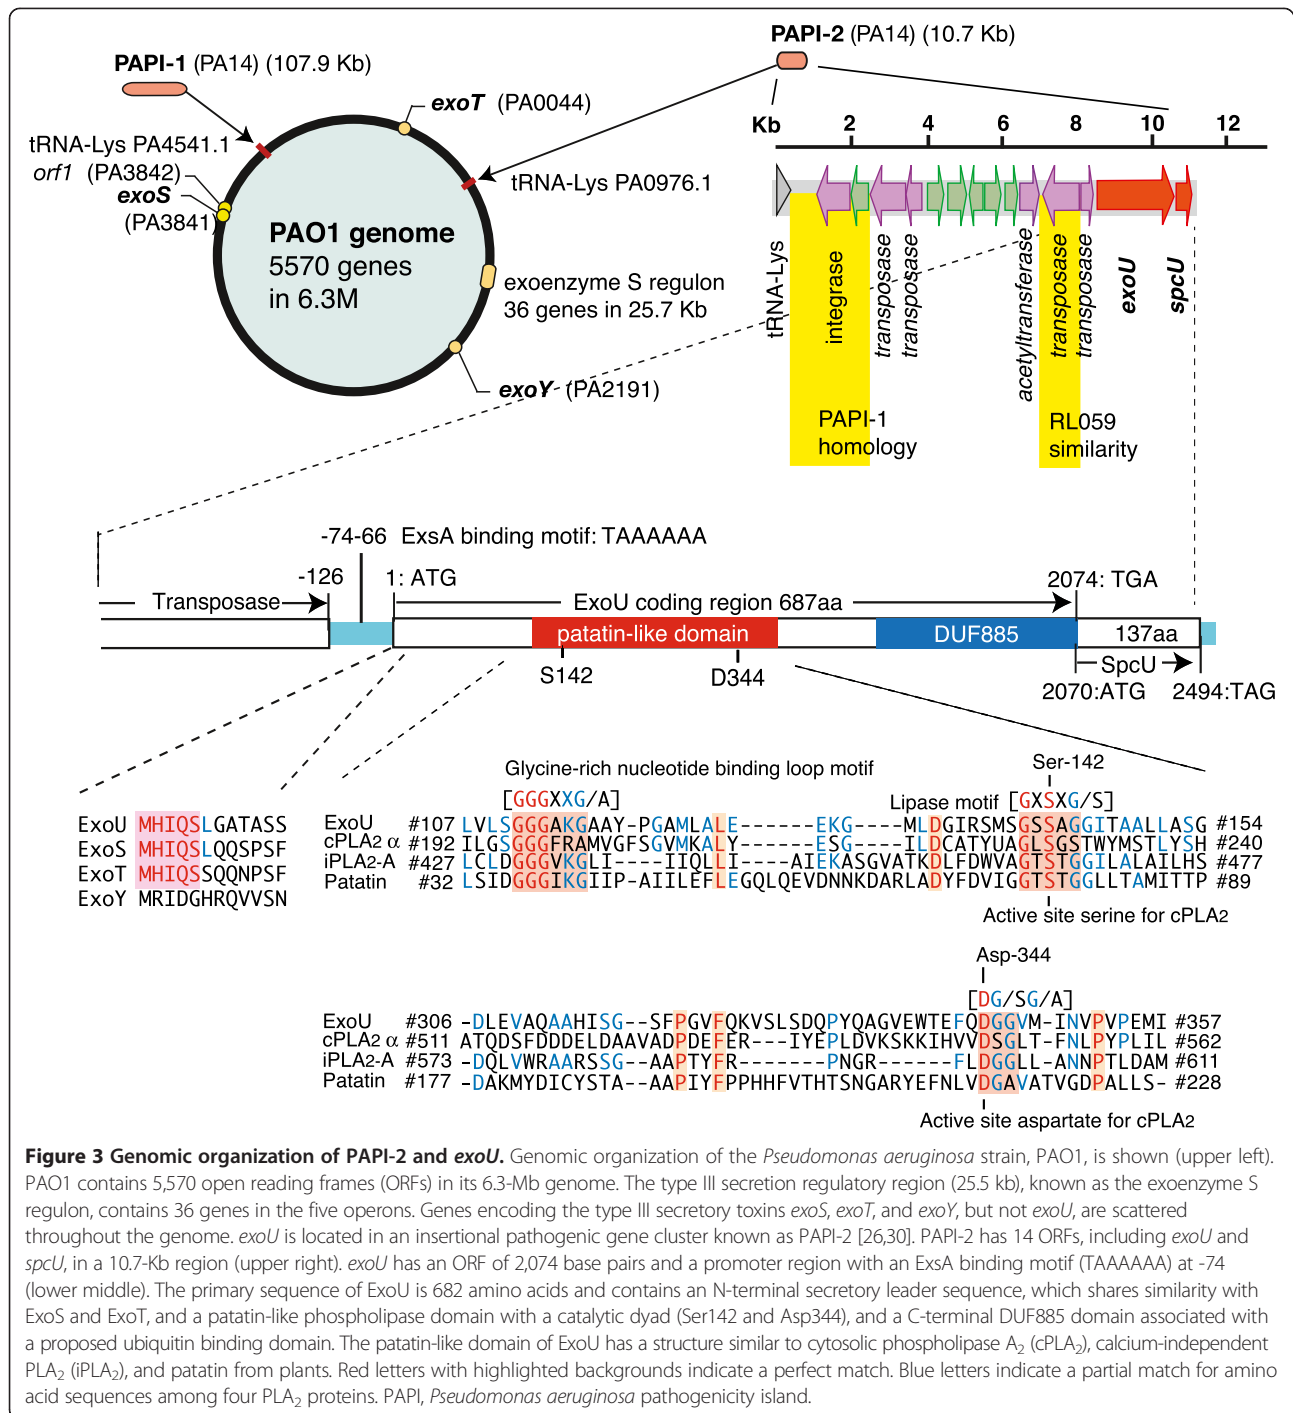 PAPI-1 (PA14) (107.9 Kb)
PAPI-2 (PA14) (10.7 Kb)
exoT (PA0044)
tRNA-Lys PA4541.1
orf1 (PA3842)
exoS
(PA3841)
tRNA-Lys PA0976.1
PAO1 genome
5570 genes
in 6.3M
exoenzyme S regulon
36 genes in 25.7 Kb
exoY (PA2191)
Kb 2 4 6 8 10 12
tRNA-Lys
integrase
transposase
transposase
acetyltransferase
transposase
transposase
exoU
spcU
PAPI-1
homology
RL059
similarity
-74-66 ExsA binding motif: TAAAAAA
-126 1: ATG 2074: TGA
Transposase ExoU coding region 687aa
patatin-like domain DUF885 137aa
S142 D344 SpcU
2070:ATG 2494:TAG
ExoU MHIQSLGATASS
ExoS MHIQSLQQSPSF
ExoT MHIQSSQQNPSF
ExoY MRIDGHRQVVSN
Ser-142
Glycine-rich nucleotide binding loop motif
[GGGXXG/A] Lipase motif [GXSXG/S]
ExoU #107 LVLSGGGAKGAAY-PGAMLALE------EKG----MLDGIRSMSGSSAGGITAALLASG #154
cPLA2 α #192 ILGSGGGFRAMVGFSGVMKALY------ESG----ILDCATYUAGLSGSTWYMSTLYSH #240
iPLA2-A #427 LCLDGGGVKGLI----IIQLLI----AIEKASGVATKDLFDWVAGTSTGGILALAILHS #477
Patatin #32 LSIDGGGIKGIIP-AIILEFLEGQLQEVDNNKDARLADYFDVIGGTSTGGLLTAMITTP #89
Active site serine for cPLA2
Asp-344
[DG/SG/A]
ExoU #306 -DLEVAQAAHISG--SFPGVFQKVSLSDQPYQAGVEWTEFQDGGVM-INVPVPEMI #357
cPLA2 α #511 ATQDSFDDDELDAAVADPDEFER---IYEPLDVKSKKIHVVDSGLT-FNLPYPLIL #562
iPLA2-A #573 -DQLVWRAARSSG--AAPTYFR-------PNGR------FLDGGLL-ANNPTLDAM #611
Patatin #177 -DAKMYDICYSTA--AAPIYFPPHHFVTHTSNGARYEFNLVDGAVATVGDPALLS- #228
Active site aspartate for cPLA2
Figure 3 Genomic organization of PAPI-2 and exoU. Genomic organization of the Pseudomonas aeruginosa strain, PAO1, is shown (upper left).
PAO1 contains 5,570 open reading frames (ORFs) in its 6.3-Mb genome. The type III secretion regulatory region (25.5 kb), known as the exoenzyme S
regulon, contains 36 genes in the five operons. Genes encoding the type III secretory toxins exoS, exoT, and exoY, but not exoU, are scattered
throughout the genome. exoU is located in an insertional pathogenic gene cluster known as PAPI-2 [26,30]. PAPI-2 has 14 ORFs, including exoU and
spcU, in a 10.7-Kb region (upper right). exoU has an ORF of 2,074 base pairs and a promoter region with an ExsA binding motif (TAAAAAA) at -74
(lower middle). The primary sequence of ExoU is 682 amino acids and contains an N-terminal secretory leader sequence, which shares similarity with
ExoS and ExoT, and a patatin-like phospholipase domain with a catalytic dyad (Ser142 and Asp344), and a C-terminal DUF885 domain associated with
a proposed ubiquitin binding domain. The patatin-like domain of ExoU has a structure similar to cytosolic phospholipase A2 (cPLA2), calcium-independent
PLA2 (iPLA2), and patatin from plants. Red letters with highlighted backgrounds indicate a perfect match. Blue letters indicate a partial match for amino
acid sequences among four PLA2 proteins. PAPI, Pseudomonas aeruginosa pathogenicity island.